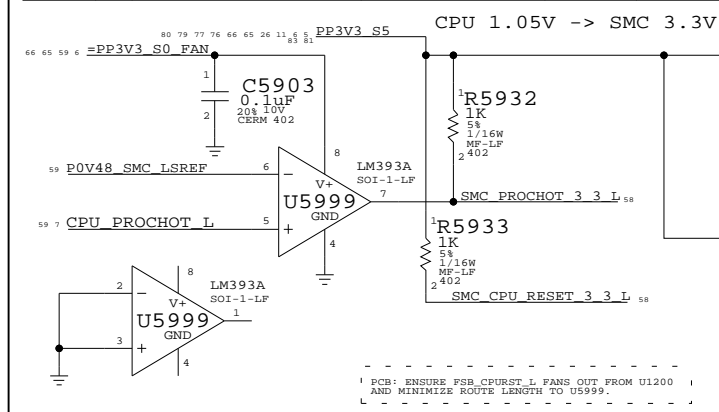 CPU 1.05V -> SMC 3.3V
80 79 77 76 66 65 26 11 6 5 PP3V3_S5
83 81
66 65 59 6 =PP3V3_S0_FAN
1
C5903
0.1uF
20% 10V
CERM 402
2
1
R5932
1K
5%
1/16W
MF-LF
402
2
8
LM393A
SOI-1-LF
59 P0V48_SMC_LSREF 6
-
V+
U5999
GND
7
SMC_PROCHOT_3_3_L 58
59 7 CPU_PROCHOT_L 5
+
4
1
R5933
1K
5%
1/16W
MF-LF
402
2
SMC_CPU_RESET_3_3_L 58
8
LM393A
SOI-1-LF
2
-
V+
U5999
GND
1
3
+
4
PCB: ENSURE FSB_CPURST_L FANS OUT FROM U1200
AND MINIMIZE ROUTE LENGTH TO U5999.